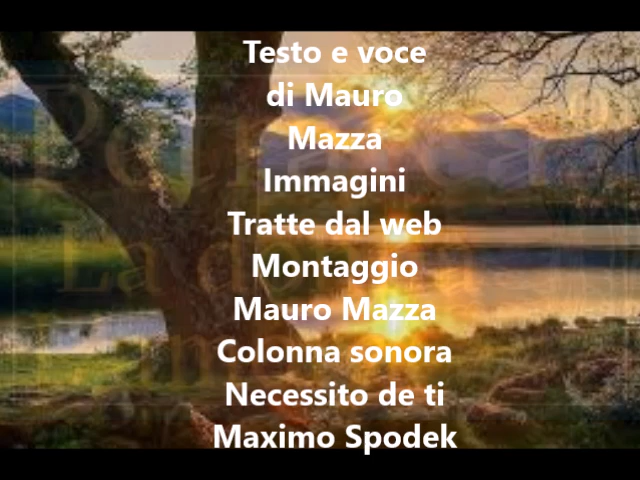 Testo e voce
di Mauro
Mazza
Immagini
Tratte dal web
Montaggio
Mauro Mazza
Colonna sonora
Necessito de ti
Maximo Spodek